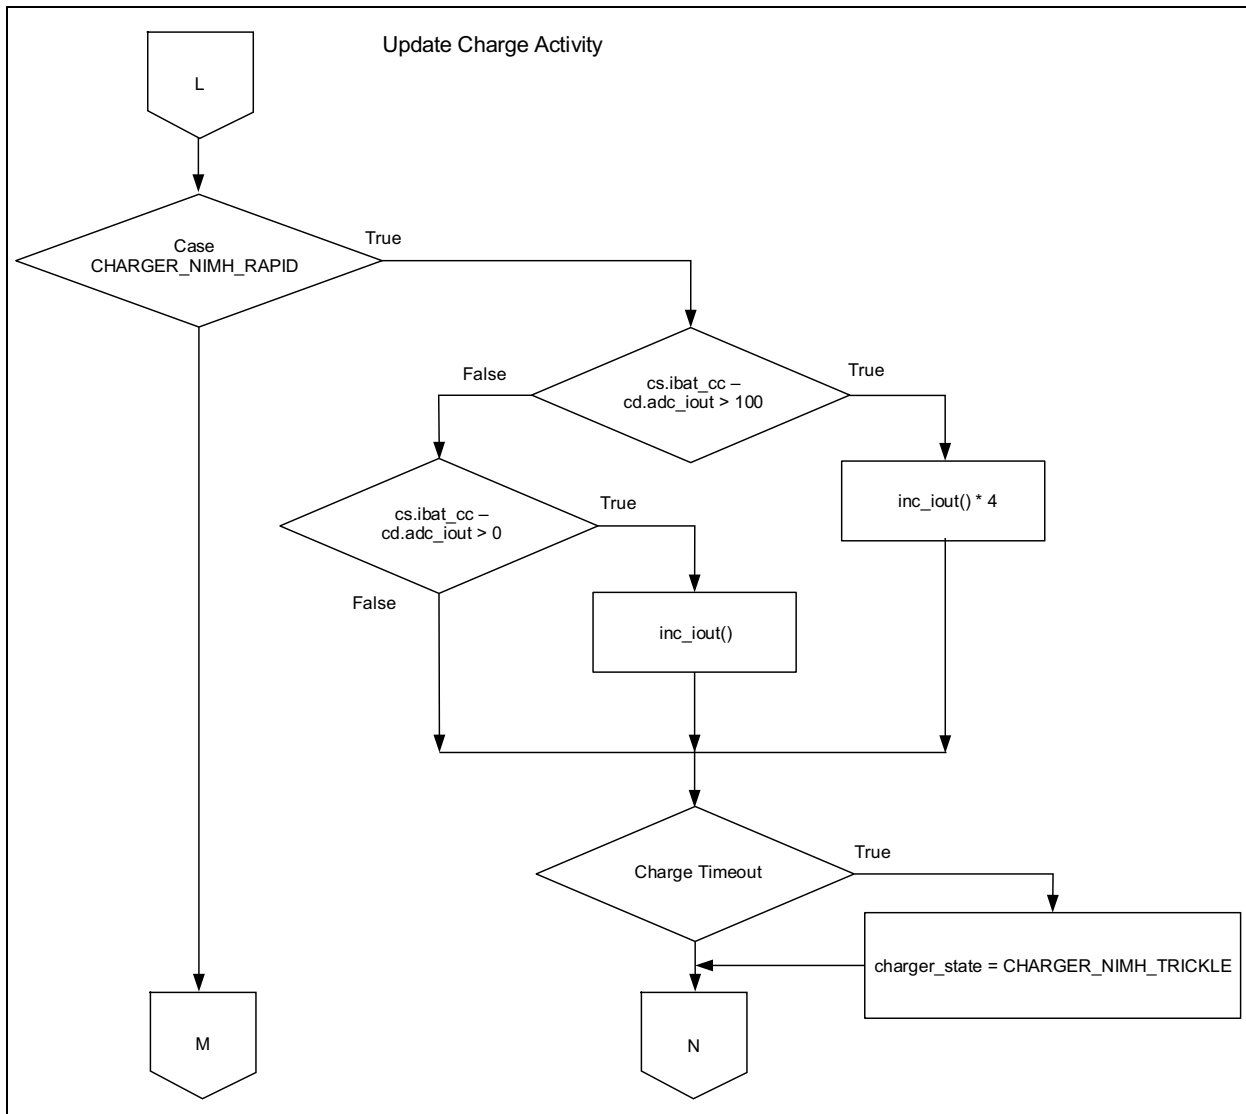 Update Charge Activity
L
Case
CHARGER_NIMH_RAPID
True
False
cs.ibat_cc –
cd.adc_iout > 100
True
inc_iout() * 4
cs.ibat_cc –
cd.adc_iout > 0
True
False
inc_iout()
Charge Timeout
True
charger_state = CHARGER_NIMH_TRICKLE
M
N